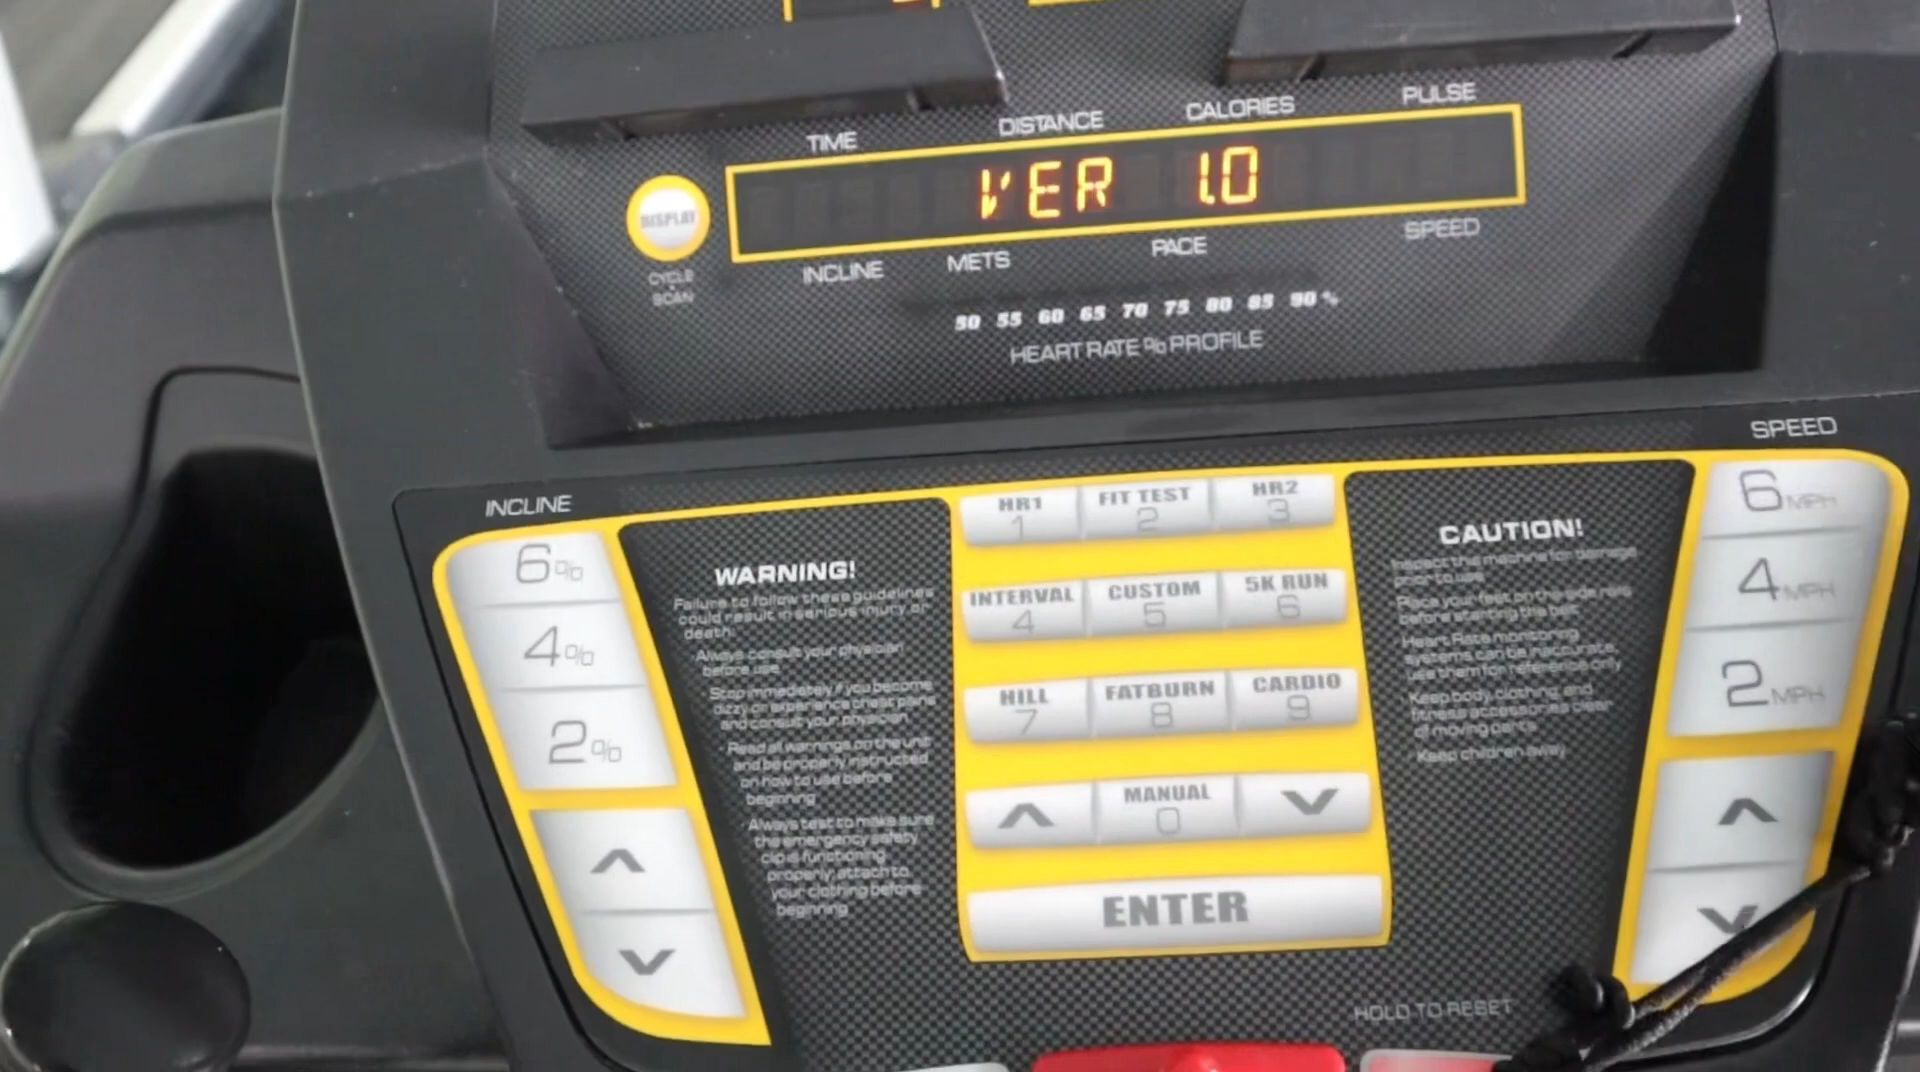 TIME DISTANCE CALORIES PULSE
VER 1.0
DISPLAY
CYCLE
SCAN
INCLINE METS PACE SPEED
50 55 60 65 70 75 80 85 90 %
HEART RATE % PROFILE
INCLINE
6%
4%
2%
WARNING!
Failure to follow these guidelines
could result in serious injury or
death:
· Always consult your physician
before use
· Stop immediately if you become
dizzy or experience chest pains
and consult your physician
· Read all warnings on the unit
and be properly instructed
on how to use before
beginning
· Always test to make sure
the emergency safety
clip is functioning
properly; attach to
your clothing before
beginning
HR1 FIT TEST HR2
1 2 3
INTERVAL CUSTOM 5K RUN
4 5 6
HILL FATBURN CARDIO
7 8 9
MANUAL
0
ENTER
CAUTION!
Inspect this machine for damage
prior to use
Place your feet on the side rails
before starting the belt
Heart Rate monitoring
systems can be inaccurate,
use them for reference only
Keep body, clothing, and
fitness accessories clear
of moving parts
· Keep children away
SPEED
6 MPH
4 MPH
2 MPH
HOLD TO RESET